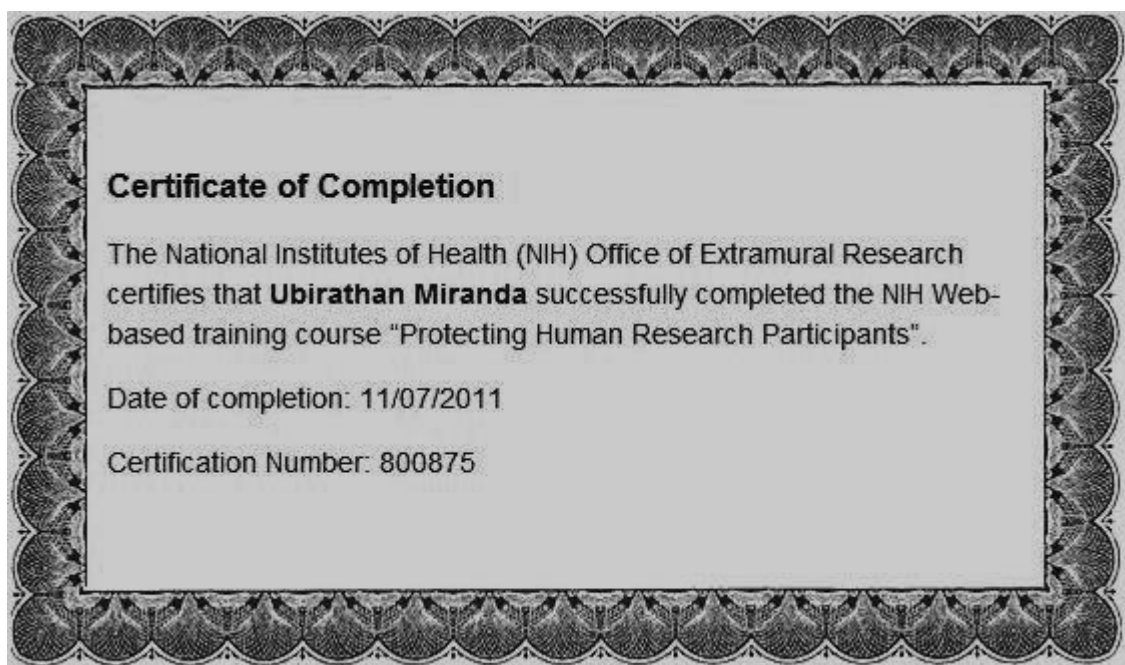 Certificate of Completion
The National Institutes of Health (NIH) Office of Extramural Research
certifies that Ubirathan Miranda successfully completed the NIH Web-
based training course “Protecting Human Research Participants".
Date of completion: 11/07/2011
Certification Number: 800875